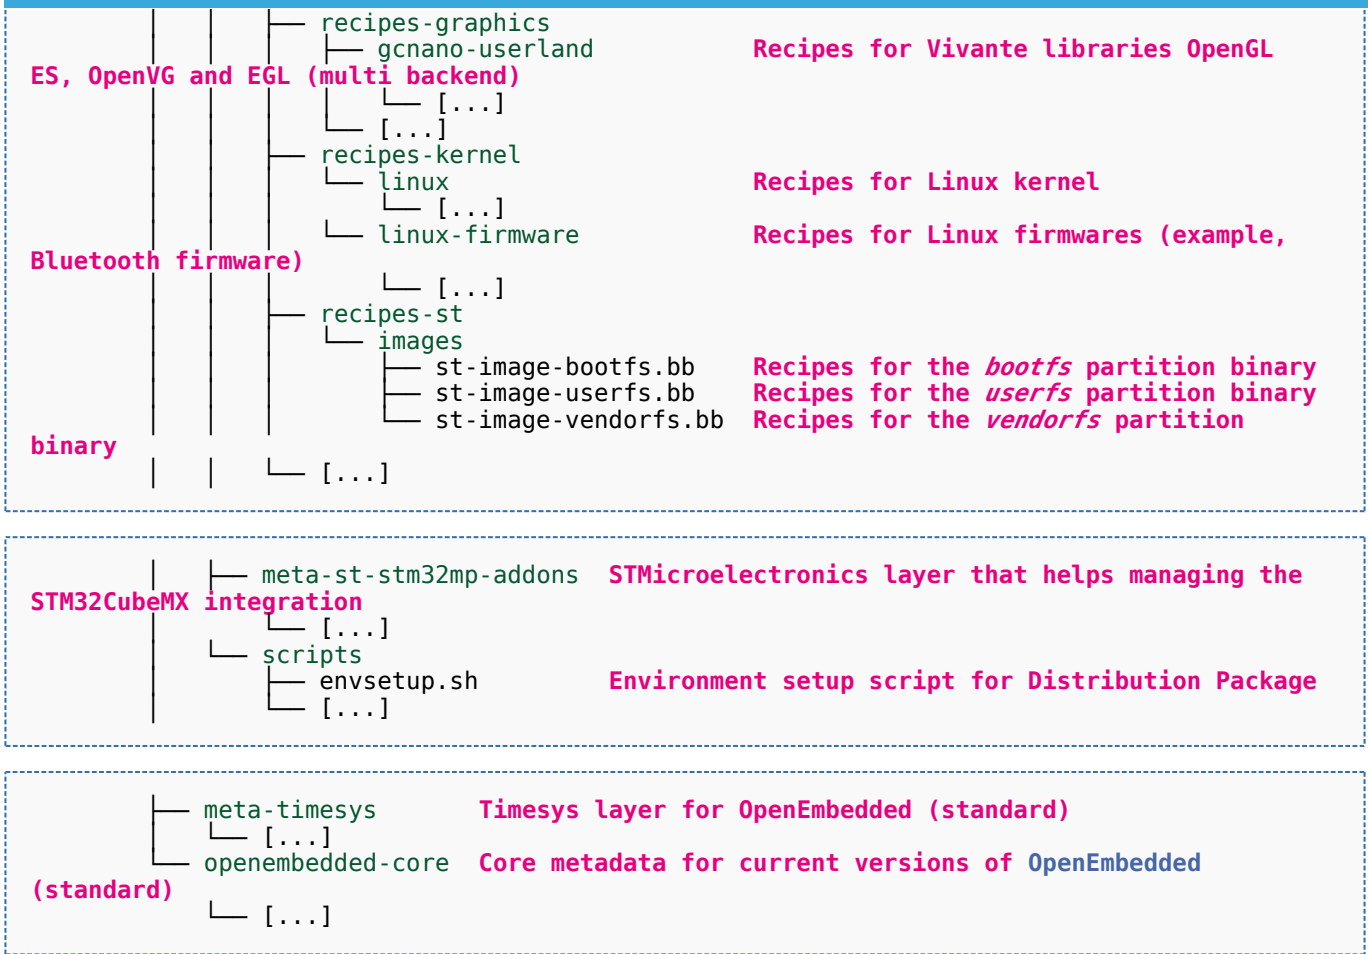 │   │   ├── recipes-graphics
│   │   │   ├── gcnano-userland           Recipes for Vivante libraries OpenGL
ES, OpenVG and EGL (multi backend)
│   │   │   │   └── [...]
│   │   │   └── [...]
│   │   ├── recipes-kernel
│   │   │   └── linux                     Recipes for Linux kernel
│   │   │       └── [...]
│   │   │   └── linux-firmware            Recipes for Linux firmwares (example,
Bluetooth firmware)
│   │   │       └── [...]
│   │   ├── recipes-st
│   │   │   └── images
│   │   │       ├── st-image-bootfs.bb    Recipes for the bootfs partition binary
│   │   │       ├── st-image-userfs.bb    Recipes for the userfs partition binary
│   │   │       └── st-image-vendorfs.bb  Recipes for the vendorfs partition
binary
│   │   └── [...]
│   ├── meta-st-stm32mp-addons  STMicroelectronics layer that helps managing the
STM32CubeMX integration
│       └── [...]
│   └── scripts
│       ├── envsetup.sh         Environment setup script for Distribution Package
│       └── [...]
├── meta-timesys       Timesys layer for OpenEmbedded (standard)
│   └── [...]
└── openembedded-core  Core metadata for current versions of OpenEmbedded
(standard)
    └── [...]